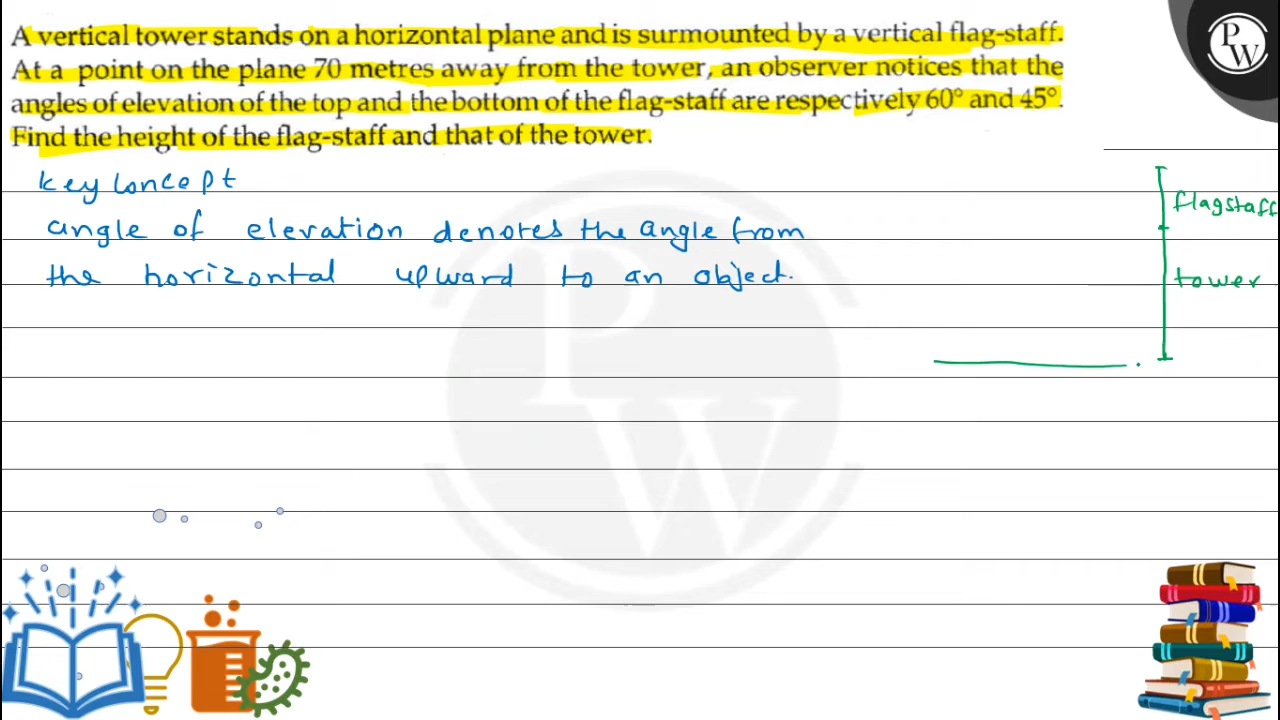 A vertical tower stands on a horizontal plane and is surmounted by a vertical flag-staff.
At a point on the plane 70 metres away from the tower, an observer notices that the
angles of elevation of the top and the bottom of the flag-staff are respectively 60° and 45°.
Find the height of the flag-staff and that of the tower.
key concept
angle of elevation denotes the angle from
the horizontal upward to an object.
flagstaff
tower
PW
PW